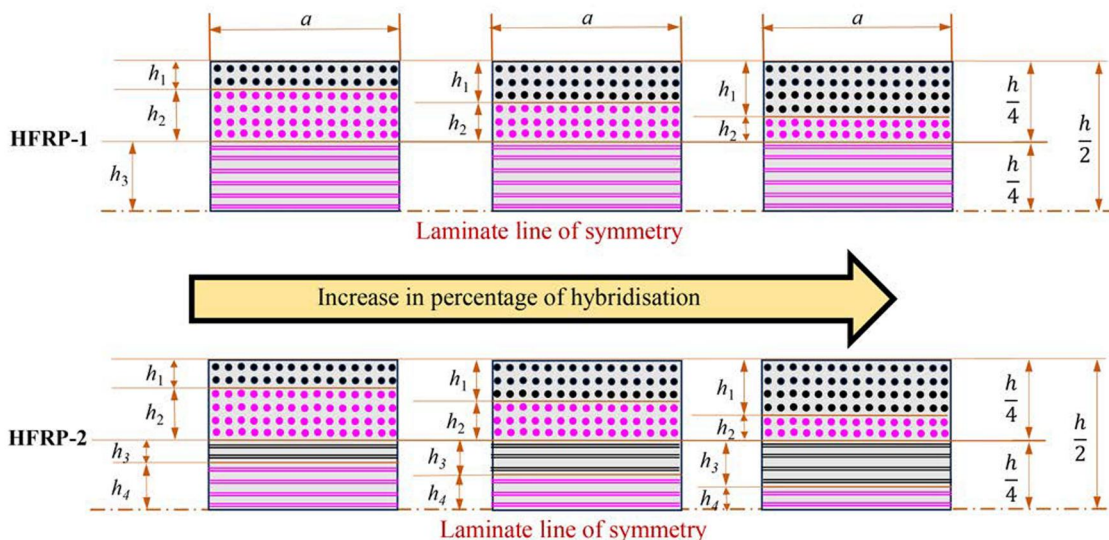 a a a
h₁ h₁ h₁ h/4 h/2
h₂ h₂ h₂
HFRP-1
h₃ h/4
Laminate line of symmetry
Increase in percentage of hybridisation
h₁ h₁ h₁ h/4 h/2
h₂ h₂ h₂
HFRP-2
h₃ h₃ h₃ h/4
h₄ h₄ h₄
Laminate line of symmetry